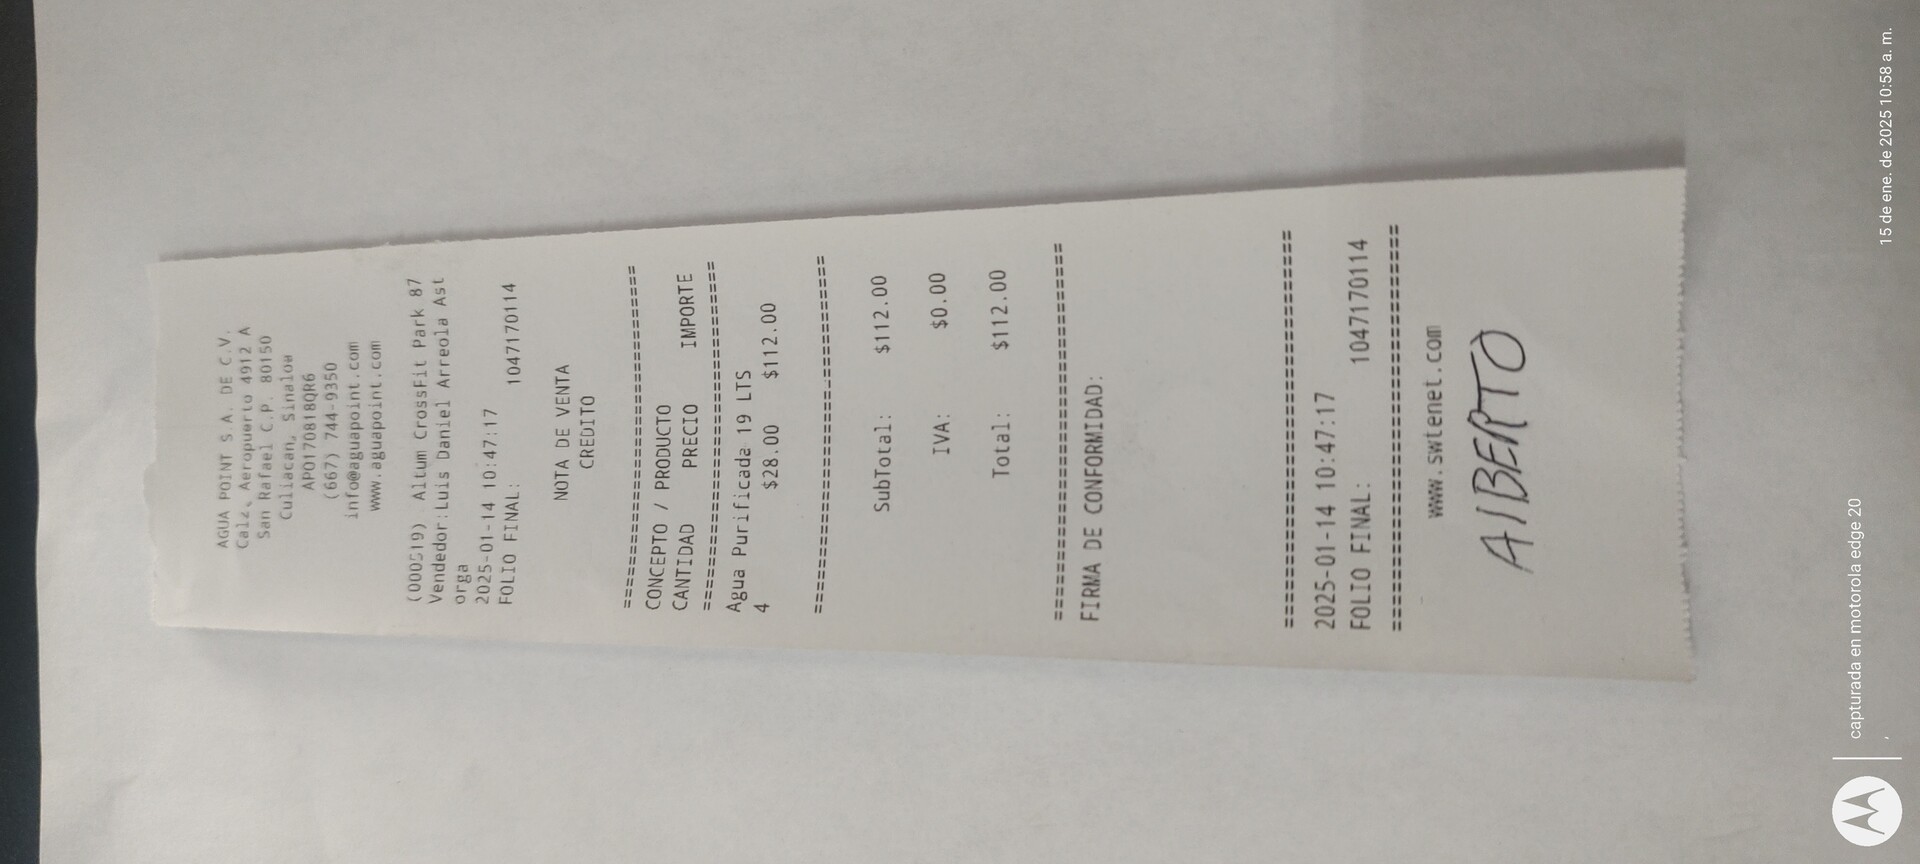 AGUA POINT S.A. DE C.V.
Calz. Aeropuerto 4912 A
San Rafael C.P. 80150
Culiacan, Sinaloa
APO170818QR6
(667) 744-9350
info@aguapoint.com
www.aguapoint.com
(000519) Altum CrossFit Park 87
Vendedor:Luis Daniel Arreola Ast
orga
2025-01-14 10:47:17
FOLIO FINAL: 1047170114
NOTA DE VENTA
CREDITO
================================
CONCEPTO / PRODUCTO
CANTIDAD PRECIO IMPORTE
================================
Agua Purificada 19 LTS
4 $28.00 $112.00
================================
SubTotal: $112.00
IVA: $0.00
Total: $112.00
================================
FIRMA DE CONFORMIDAD:
================================
2025-01-14 10:47:17
FOLIO FINAL: 1047170114
================================
www.swtenet.com
AlBERTO
capturada en motorola edge 20
15 de ene. de 2025 10:58 a. m.